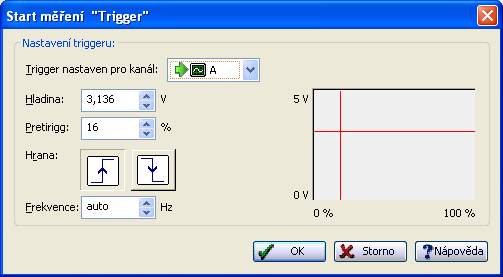 Start měření "Trigger"
Nastavení triggeru:
Trigger nastaven pro kanál: A
Hladina: 3,136 V
Pretirigg: 16 %
Hrana:
Frekvence: auto Hz
5 V
0 V
0 % 100 %
OK Storno Nápověda